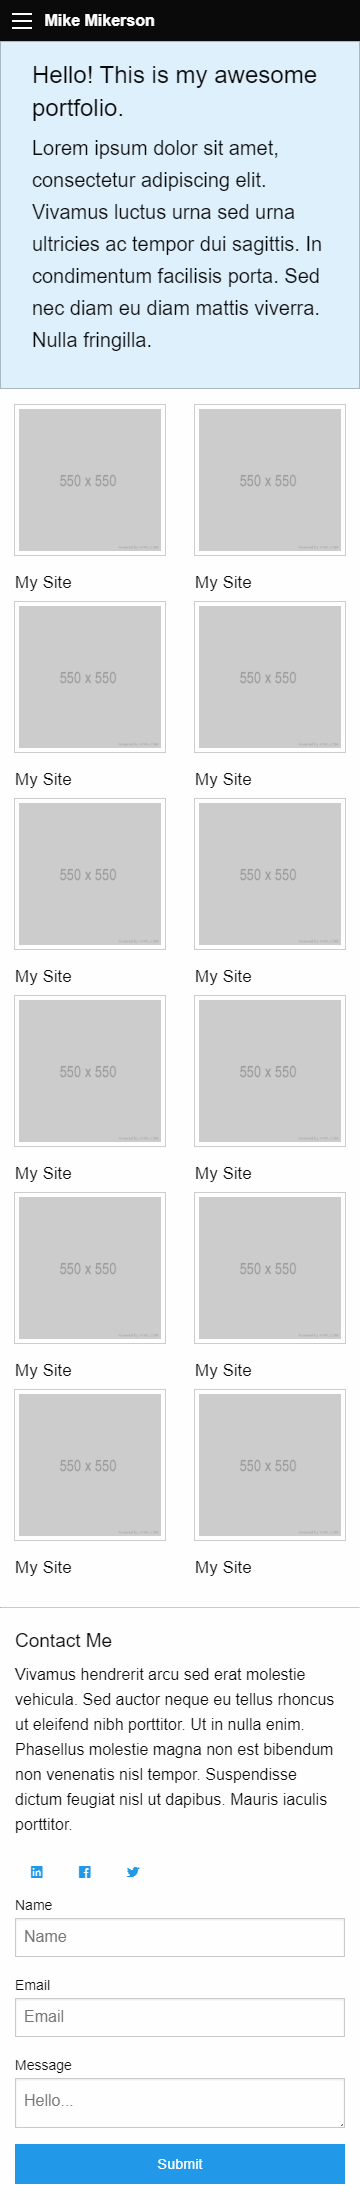 Mike Mikerson
Hello! This is my awesome
portfolio.
Lorem ipsum dolor sit amet,
consectetur adipiscing elit.
Vivamus luctus urna sed urna
ultricies ac tempor dui sagittis. In
condimentum facilisis porta. Sed
nec diam eu diam mattis viverra.
Nulla fringilla.
550 x 550
550 x 550
My Site
My Site
550 x 550
550 x 550
My Site
My Site
550 x 550
550 x 550
My Site
My Site
550 x 550
550 x 550
My Site
My Site
550 x 550
550 x 550
My Site
My Site
550 x 550
550 x 550
My Site
My Site
Contact Me
Vivamus hendrerit arcu sed erat molestie
vehicula. Sed auctor neque eu tellus rhoncus
ut eleifend nibh porttitor. Ut in nulla enim.
Phasellus molestie magna non est bibendum
non venenatis nisl tempor. Suspendisse
dictum feugiat nisl ut dapibus. Mauris iaculis
porttitor.
Name
Name
Email
Email
Message
Hello...
Submit